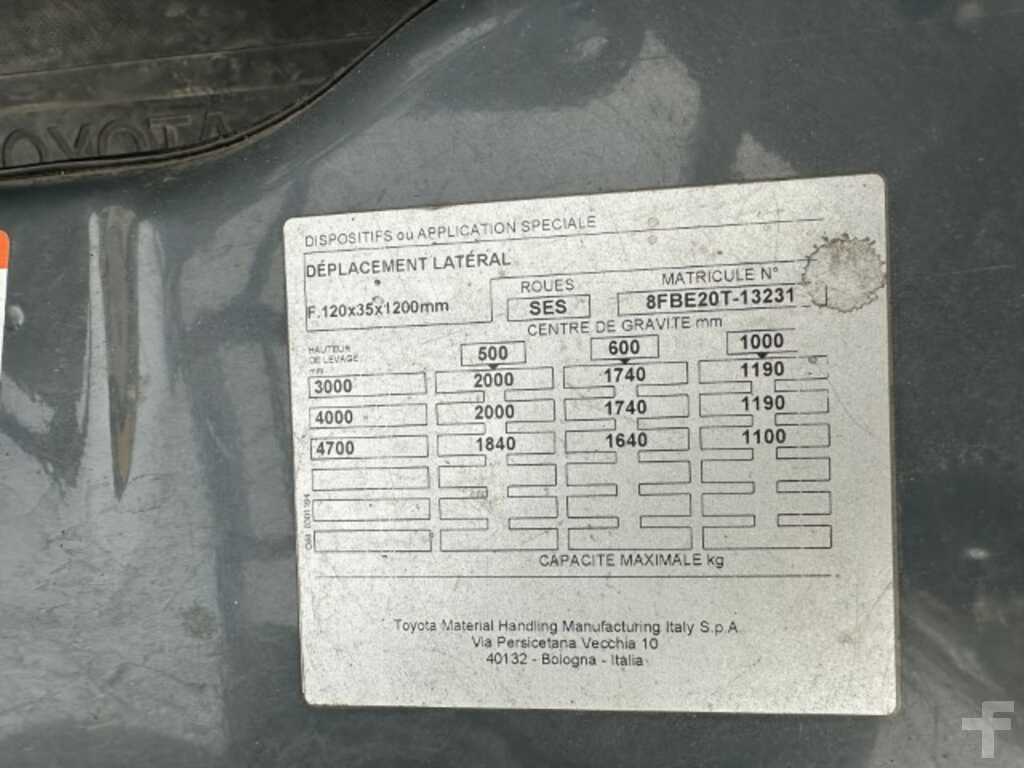 TOYOTA
DISPOSITIFS ou APPLICATION SPECIALE
DÉPLACEMENT LATÉRAL
F.120x35x1200mm
ROUES
SES
MATRICULE N°
8FBE20T-13231
CENTRE DE GRAVITE mm
HAUTEUR
DE LEVAGE
mm
500 600 1000
3000 2000 1740 1190
4000 2000 1740 1190
4700 1840 1640 1100
CAPACITE MAXIMALE kg
Toyota Material Handling Manufacturing Italy S.p.A.
Via Persicetana Vecchia 10
40132 - Bologna - Italia